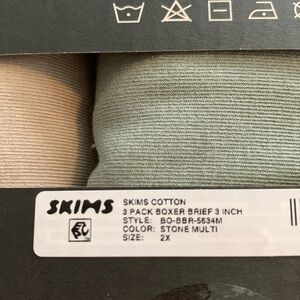 SKIMS
SKIMS COTTON
3 PACK BOXER BRIEF 3 INCH
STYLE: BO-BBR-5634M
COLOR: STONE MULTI
SIZE: 2X